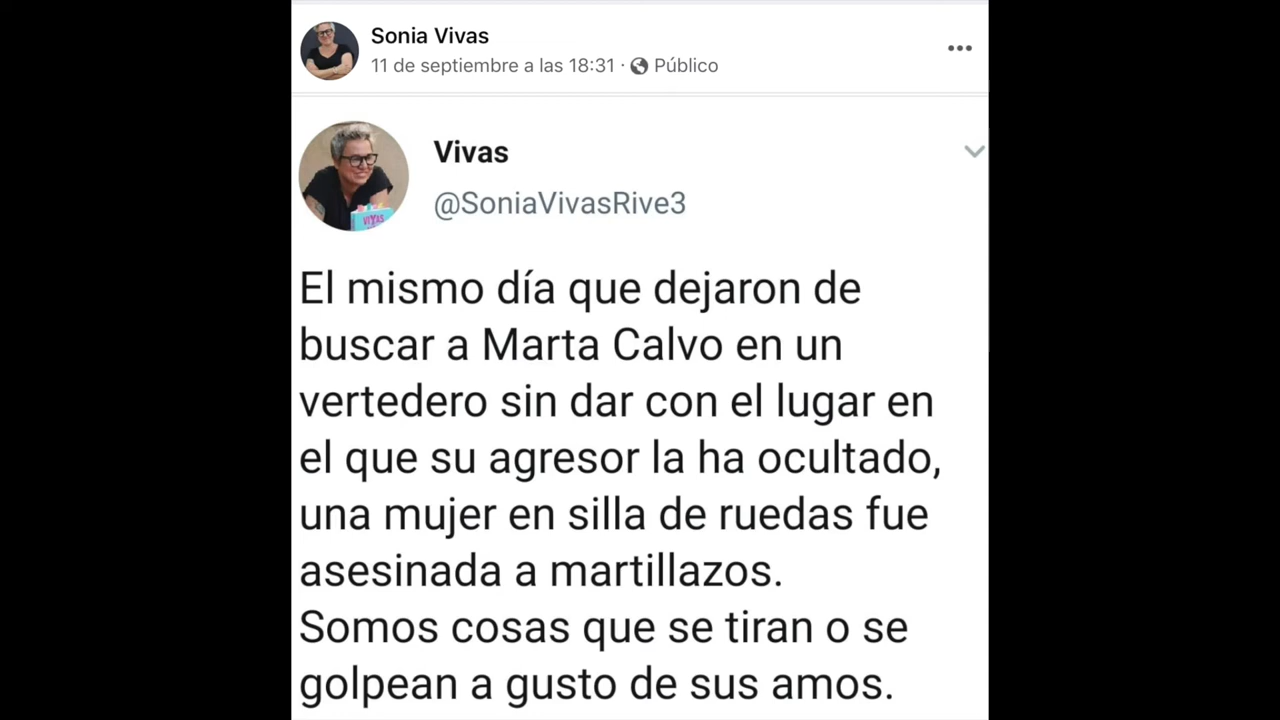 Sonia Vivas
11 de septiembre a las 18:31 · Público
Vivas
@SoniaVivasRive3
VIVAS
El mismo día que dejaron de
buscar a Marta Calvo en un
vertedero sin dar con el lugar en
el que su agresor la ha ocultado,
una mujer en silla de ruedas fue
asesinada a martillazos.
Somos cosas que se tiran o se
golpean a gusto de sus amos.